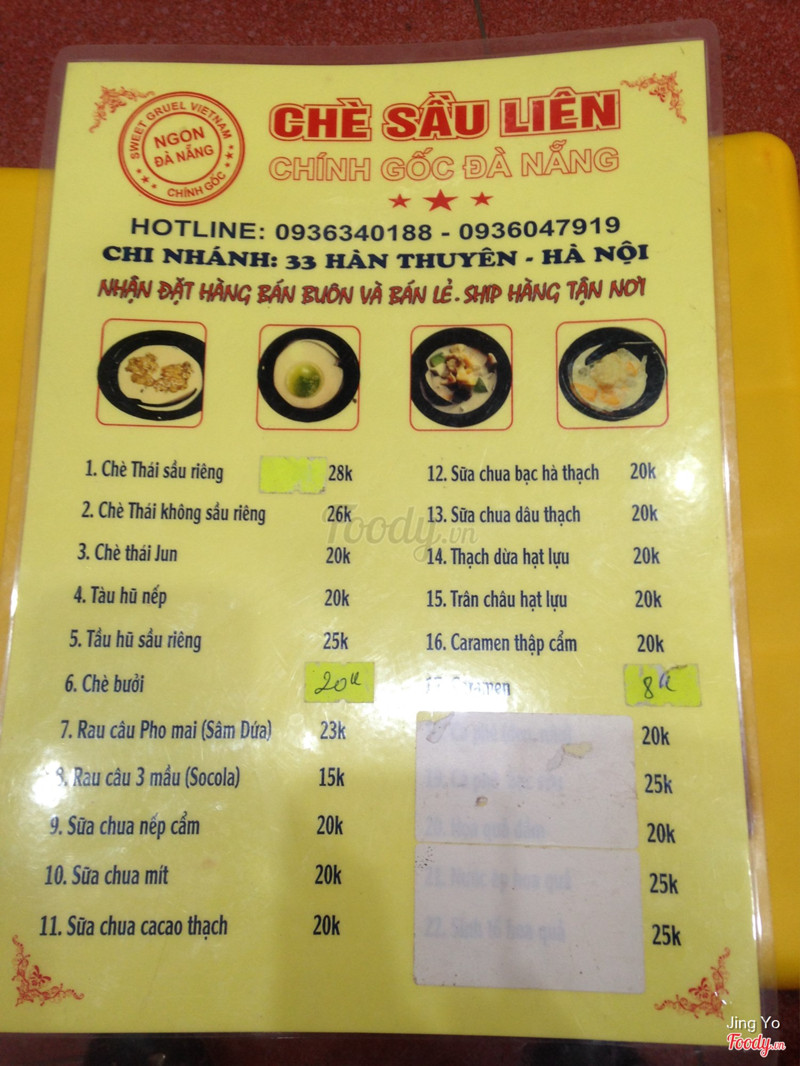 SWEET GRUEL VIETNAM
NGON
ĐÀ NẴNG
CHÍNH GỐC
CHÈ SẦU LIÊN
CHÍNH GỐC ĐÀ NẴNG
HOTLINE: 0936340188 - 0936047919
CHI NHÁNH: 33 HÀN THUYÊN - HÀ NỘI
NHẬN ĐẶT HÀNG BÁN BUÔN VÀ BÁN LẺ. SHIP HÀNG TẬN NƠI
1. Chè Thái sầu riêng 28k
2. Chè Thái không sầu riêng 26k
3. Chè thái Jun 20k
4. Tàu hũ nếp 20k
5. Tầu hũ sầu riêng 25k
6. Chè bưởi 20k
7. Rau câu Pho mai (Sâm Dứa) 23k
8. Rau câu 3 mầu (Socola) 15k
9. Sữa chua nếp cẩm 20k
10. Sữa chua mít 20k
11. Sữa chua cacao thạch 20k
12. Sữa chua bạc hà thạch 20k
13. Sữa chua dâu thạch 20k
14. Thạch dừa hạt lựu 20k
15. Trân châu hạt lựu 20k
16. Caramen thập cẩm 20k
17. Caramen 8k
20k
25k
20k
25k
25k
Foody.vn
Jing Yo
Foody.vn